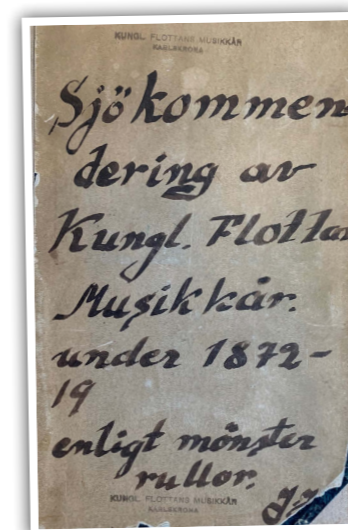 KUNGL. FLOTTANS MUSIKKÅR
KARLSKRONA
Sjökommen
dering av
Kungl. Flottan
Musikkår.
under 1872-
19
enligt mönster
rullor.
KUNGL. FLOTTANS MUSIKKÅR
KARLSKRONA